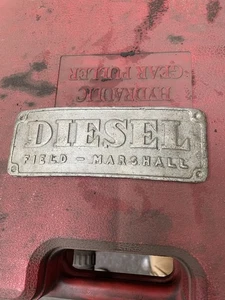 HYDRAULIC
GEAR PULLER
DIESEL
FIELD - MARSHALL